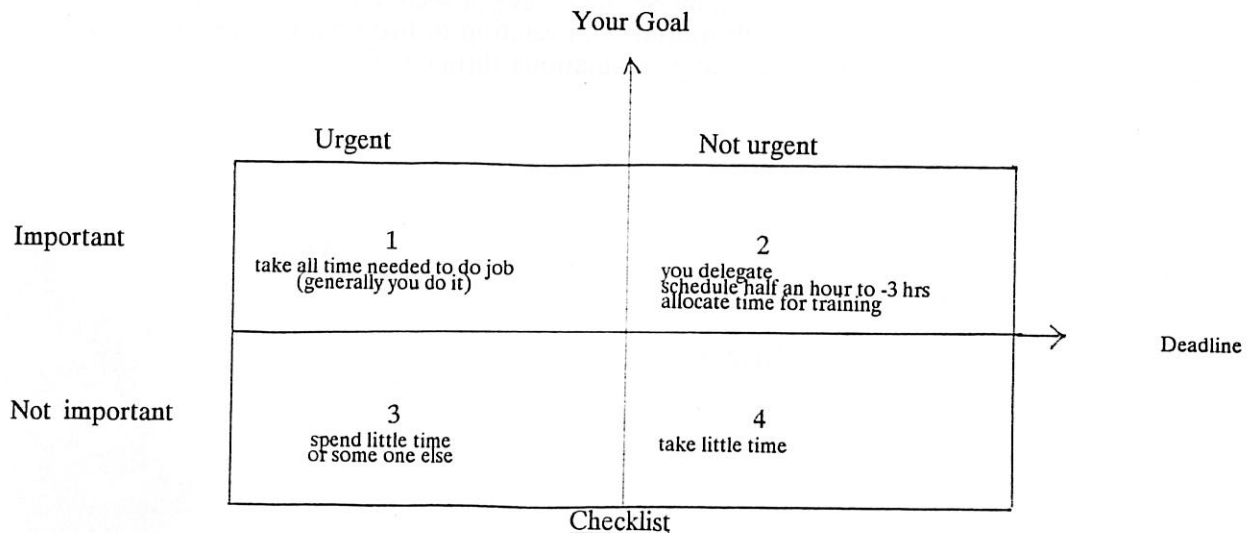 Your Goal
Urgent
Not urgent
Important
1
take all time needed to do job
(generally you do it)
2
you delegate
schedule half an hour to -3 hrs
allocate time for training
Deadline
Not important
3
spend little time
of some one else
4
take little time
Checklist